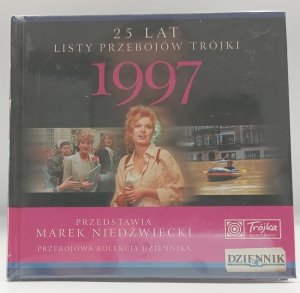 25 LAT
LISTY PRZEBOJÓW TRÓJKI
1997
PRZEDSTAWIA
MAREK NIEDŹWIECKI
PRZEBOJOWA KOLEKCJA DZIENNIKA
Trójka
DZIENNIK